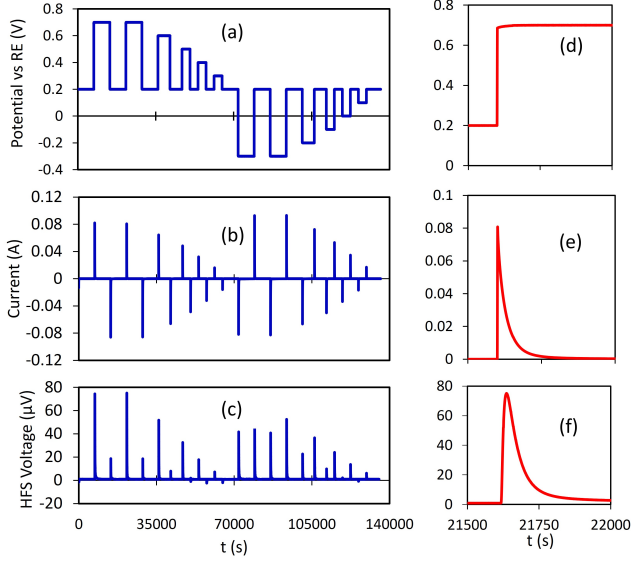 Potential vs RE (V)
0.8
0.6
0.4
0.2
0
-0.2
-0.4
(a)
0.8
0.6
0.4
0.2
0
(d)
Current (A)
0.12
0.08
0.04
0
-0.04
-0.08
-0.12
(b)
0.1
0.08
0.06
0.04
0.02
0
(e)
HFS Voltage (μV)
80
60
40
20
0
-20
(c)
0 35000 70000 105000 140000
t (s)
80
60
40
20
0
(f)
21500 21750 22000
t (s)